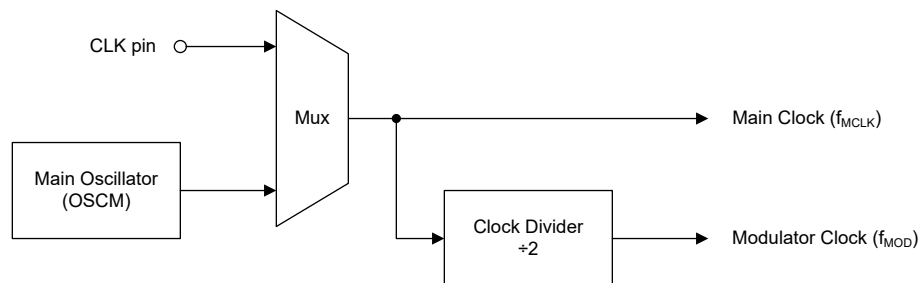 CLK pin
Mux
Main Clock (fMCLK)
Main Oscillator
(OSCM)
Clock Divider
÷2
Modulator Clock (fMOD)